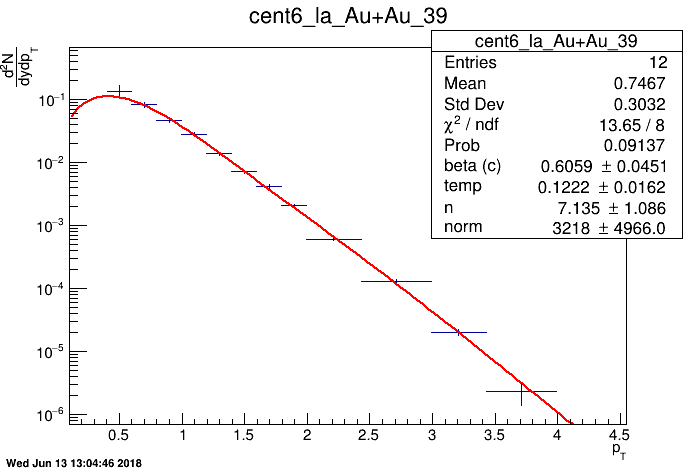 cent6_la_Au+Au_39
d²N
dydp_T
cent6_la_Au+Au_39
Entries 12
Mean 0.7467
Std Dev 0.3032
χ² / ndf 13.65 / 8
Prob 0.09137
beta (c) 0.6059 ± 0.0451
temp 0.1222 ± 0.0162
n 7.135 ± 1.086
norm 3218 ± 4966.0
10⁻¹
10⁻²
10⁻³
10⁻⁴
10⁻⁵
10⁻⁶
0.5 1 1.5 2 2.5 3 3.5 4 4.5
p_T
Wed Jun 13 13:04:46 2018